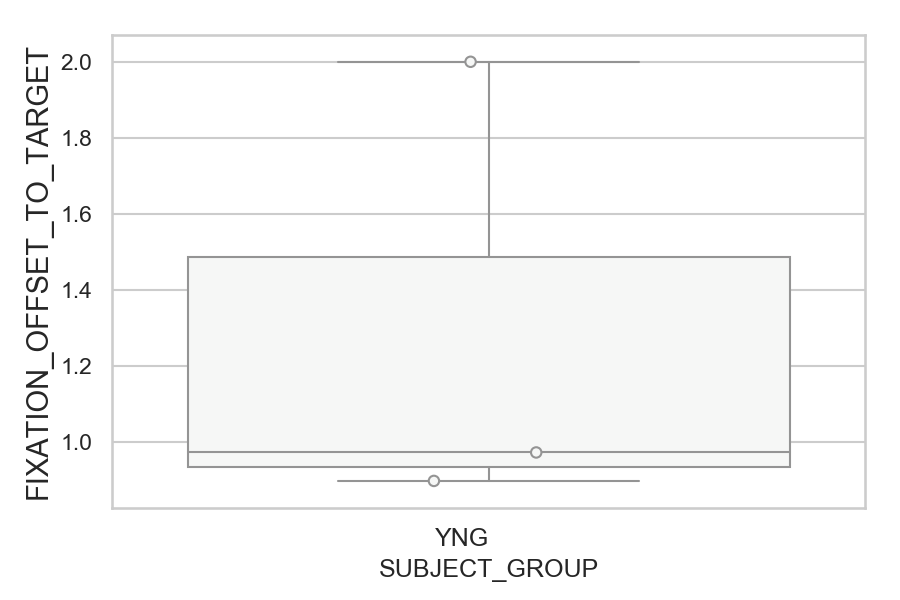 FIXATION_OFFSET_TO_TARGET
2.0
1.8
1.6
1.4
1.2
1.0
YNG
SUBJECT_GROUP